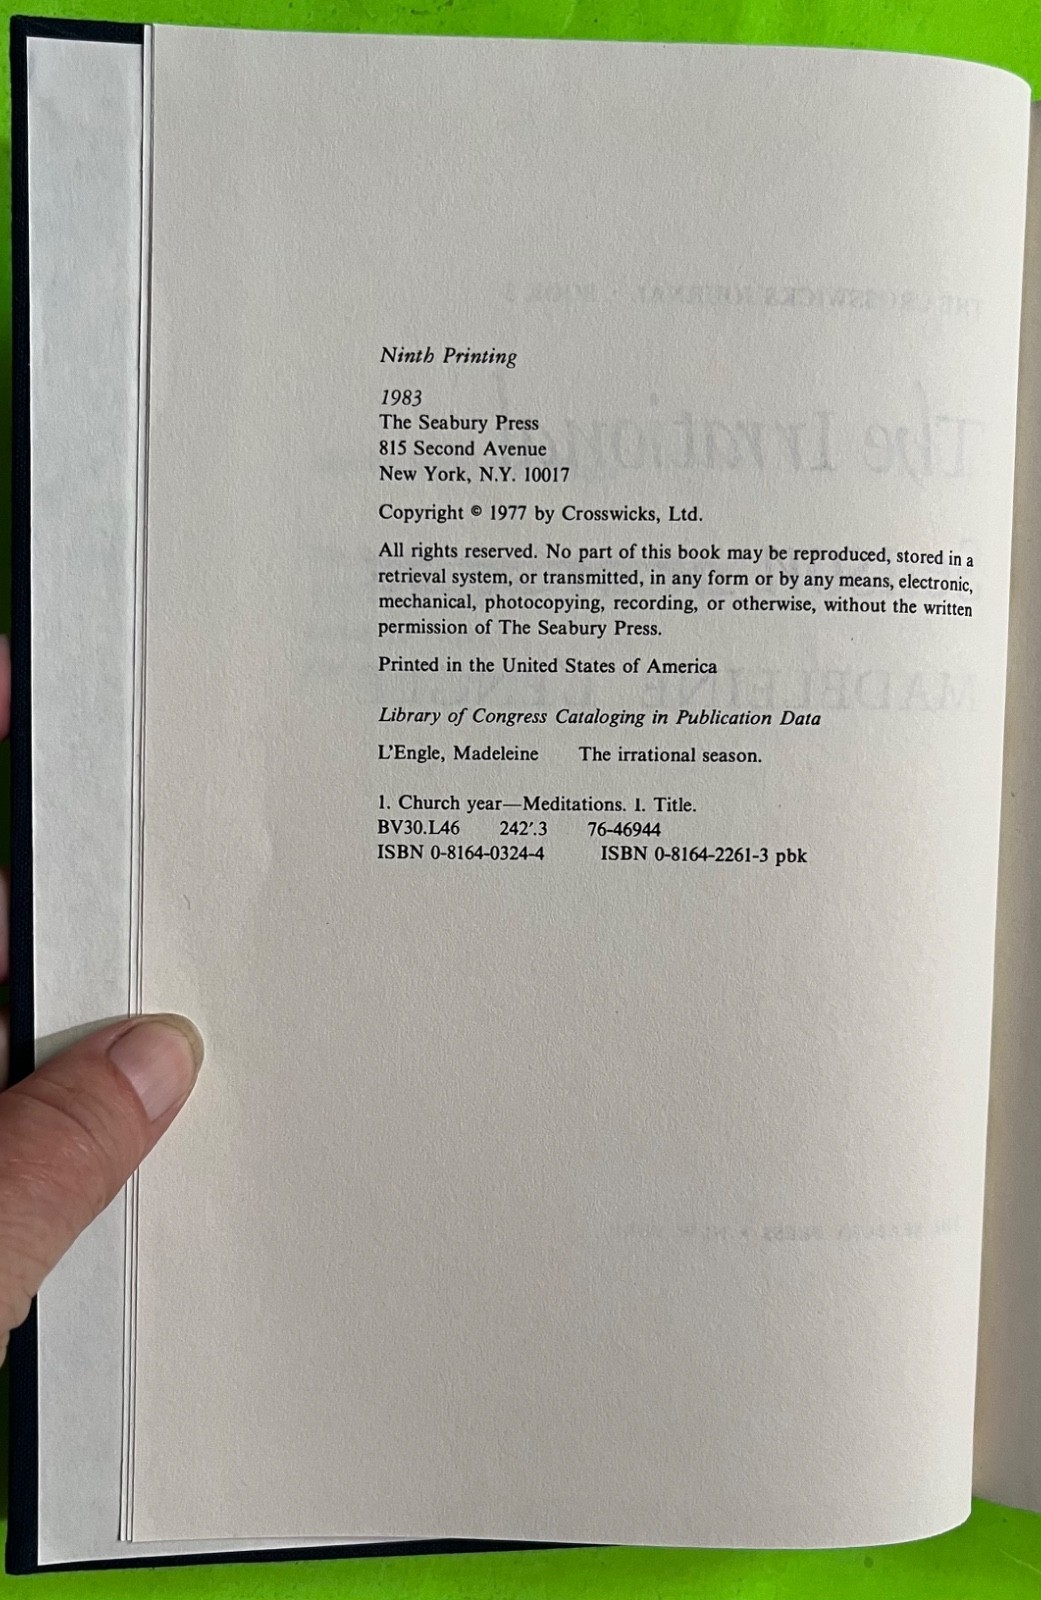 Ninth Printing
1983
The Seabury Press
815 Second Avenue
New York, N.Y. 10017
Copyright © 1977 by Crosswicks, Ltd.
All rights reserved. No part of this book may be reproduced, stored in a
retrieval system, or transmitted, in any form or by any means, electronic,
mechanical, photocopying, recording, or otherwise, without the written
permission of The Seabury Press.
Printed in the United States of America
Library of Congress Cataloging in Publication Data
L'Engle, Madeleine The irrational season.
1. Church year—Meditations. I. Title.
BV30.L46 242'.3 76-46944
ISBN 0-8164-0324-4 ISBN 0-8164-2261-3 pbk